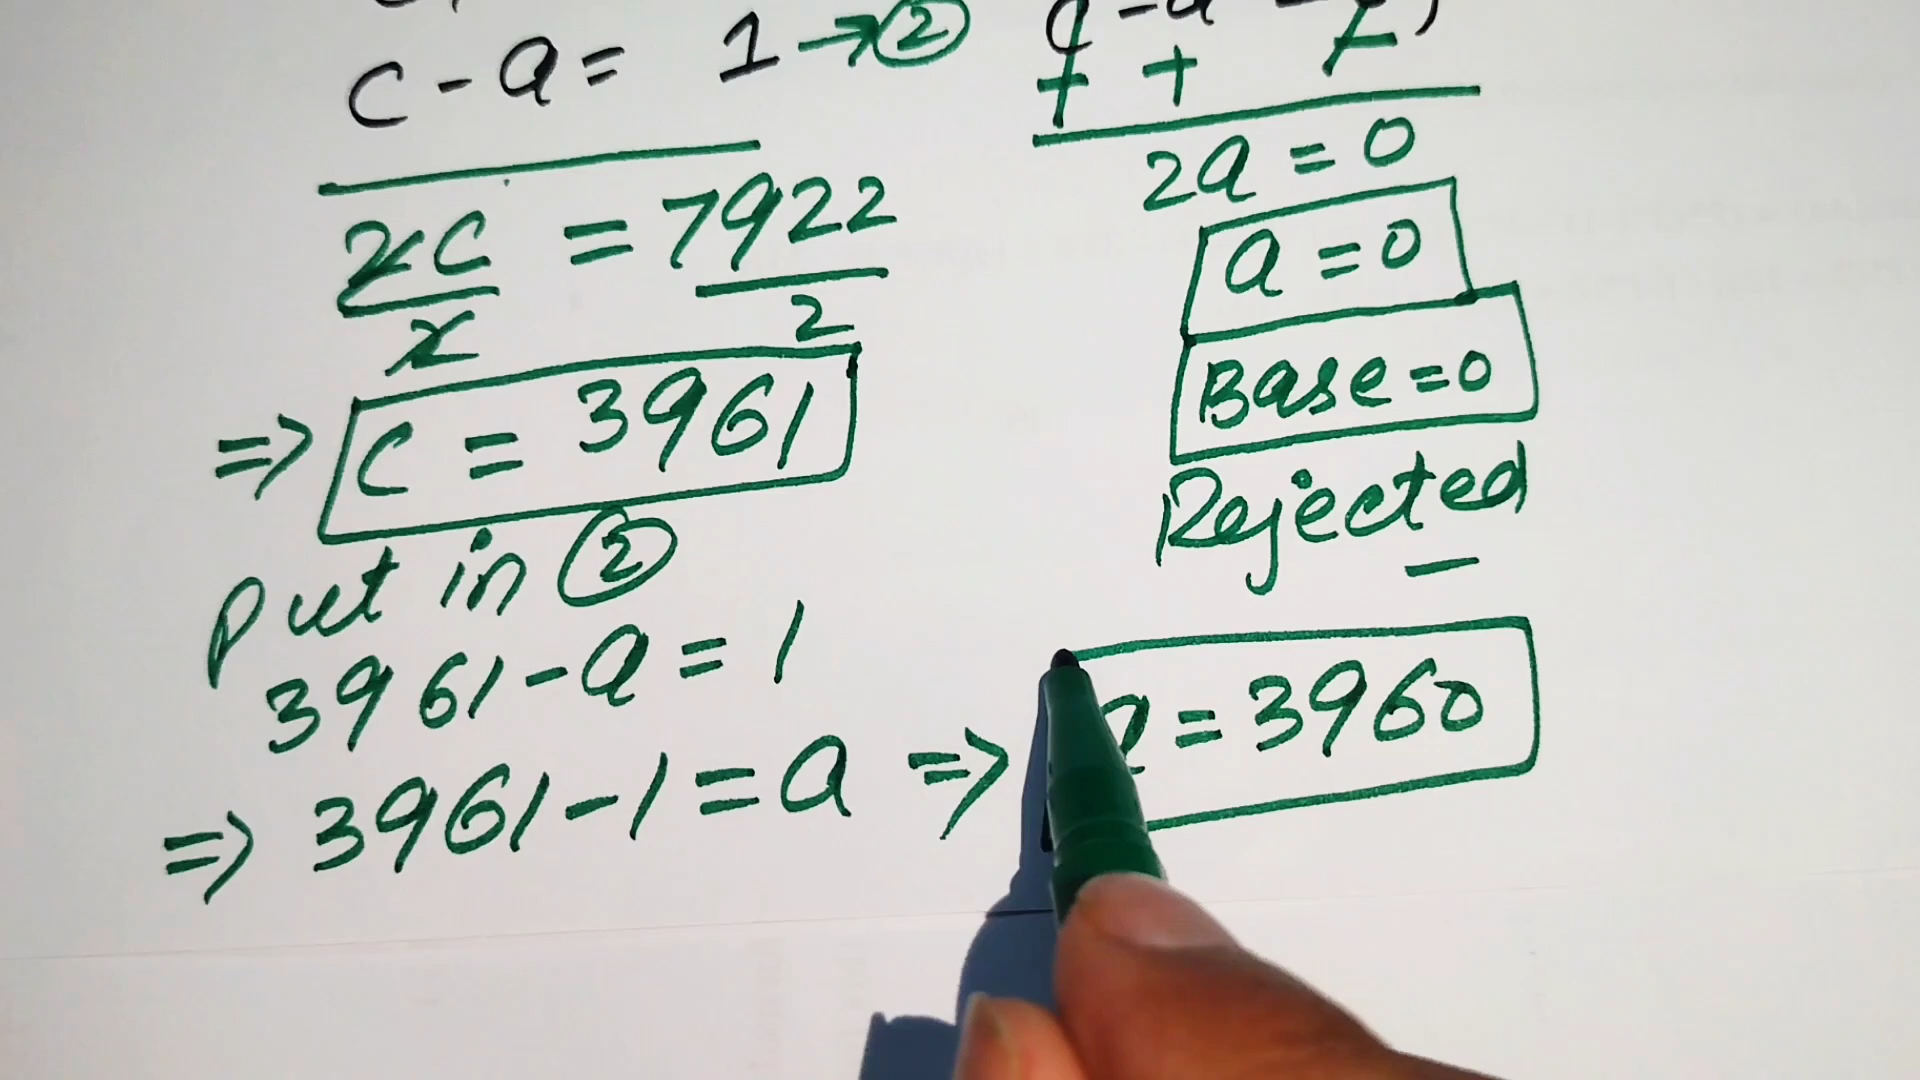 c - a = 1 → ②
2c/2 = 7922/2
⇒ c = 3961
Put in ②
3961 - a = 1
⇒ 3961 - 1 = a ⇒ a = 3960
+ +
2a = 0
a = 0
Base = 0
Rejected